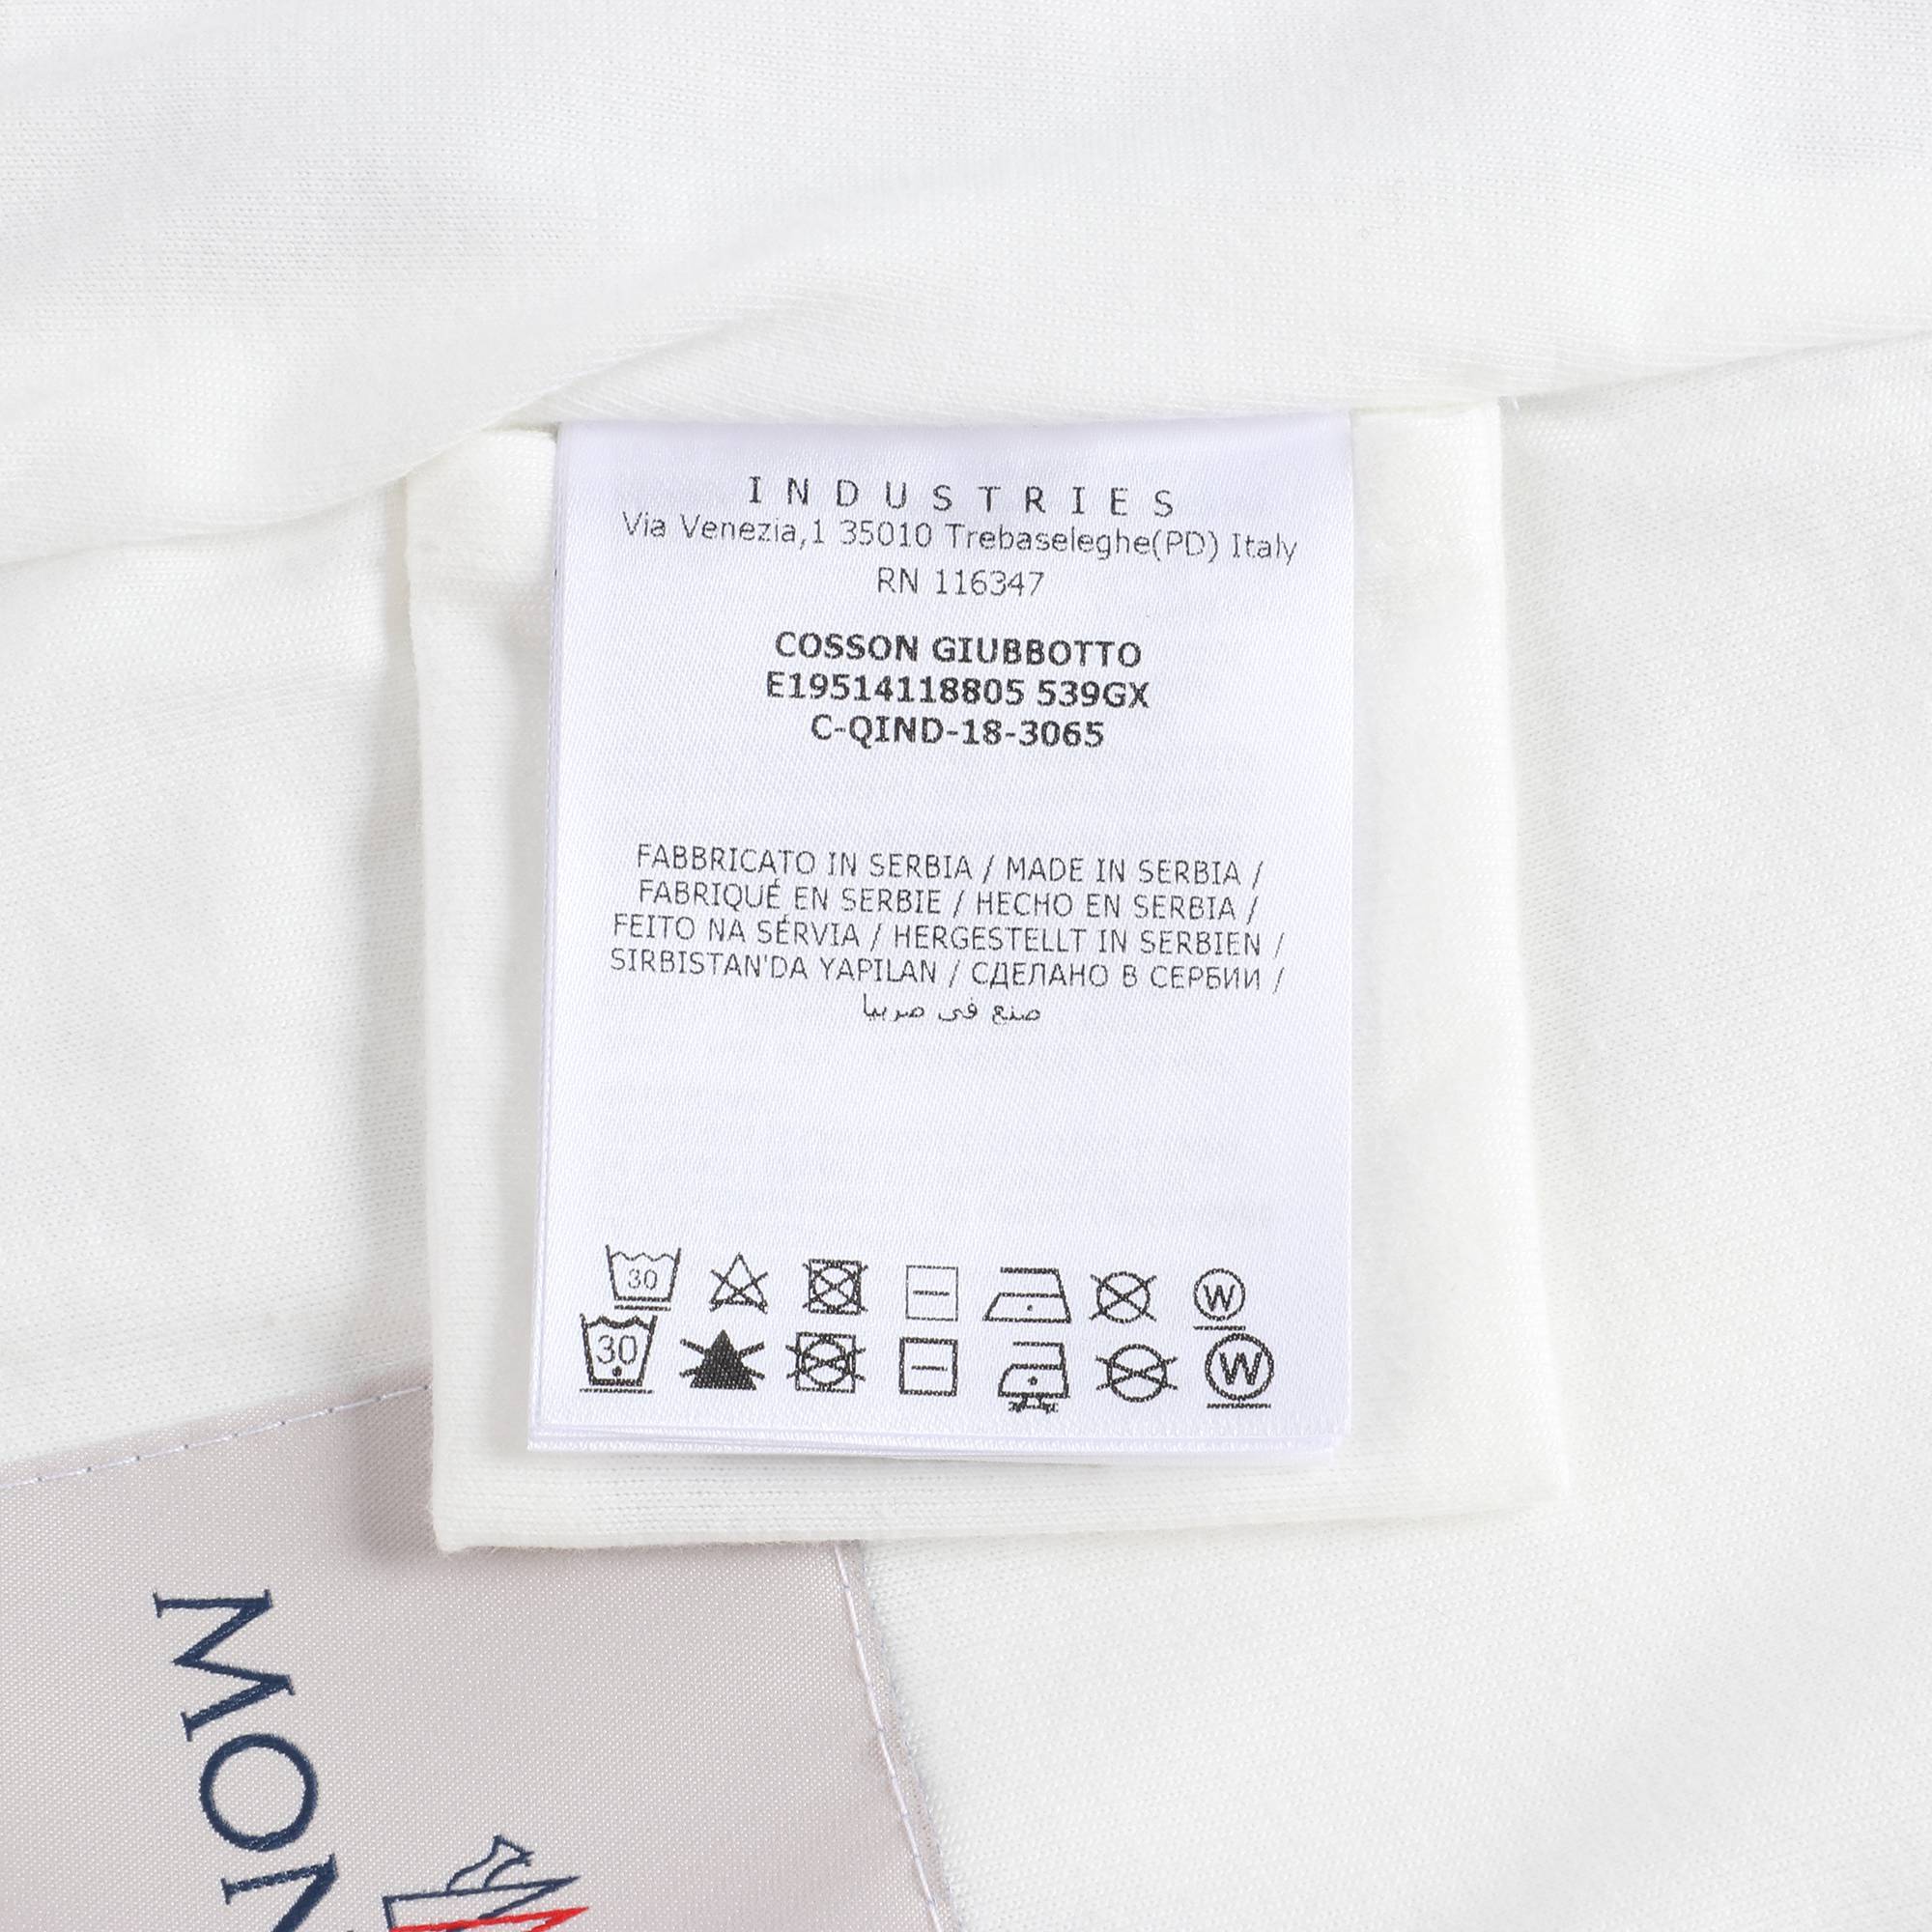 INDUSTRIES
Via Venezia,1 35010 Trebaseleghe(PD) Italy
RN 116347
COSSON GIUBBOTTO
E19514118805 539GX
C-QIND-18-3065
FABBRICATO IN SERBIA / MADE IN SERBIA /
FABRIQUÉ EN SERBIE / HECHO EN SERBIA /
FEITO NA SÉRVIA / HERGESTELLT IN SERBIEN /
SIRBISTAN'DA YAPILAN / СДЕЛАНО В СЕРБИИ /
صنع في صربيا
30 W
30 W
MON